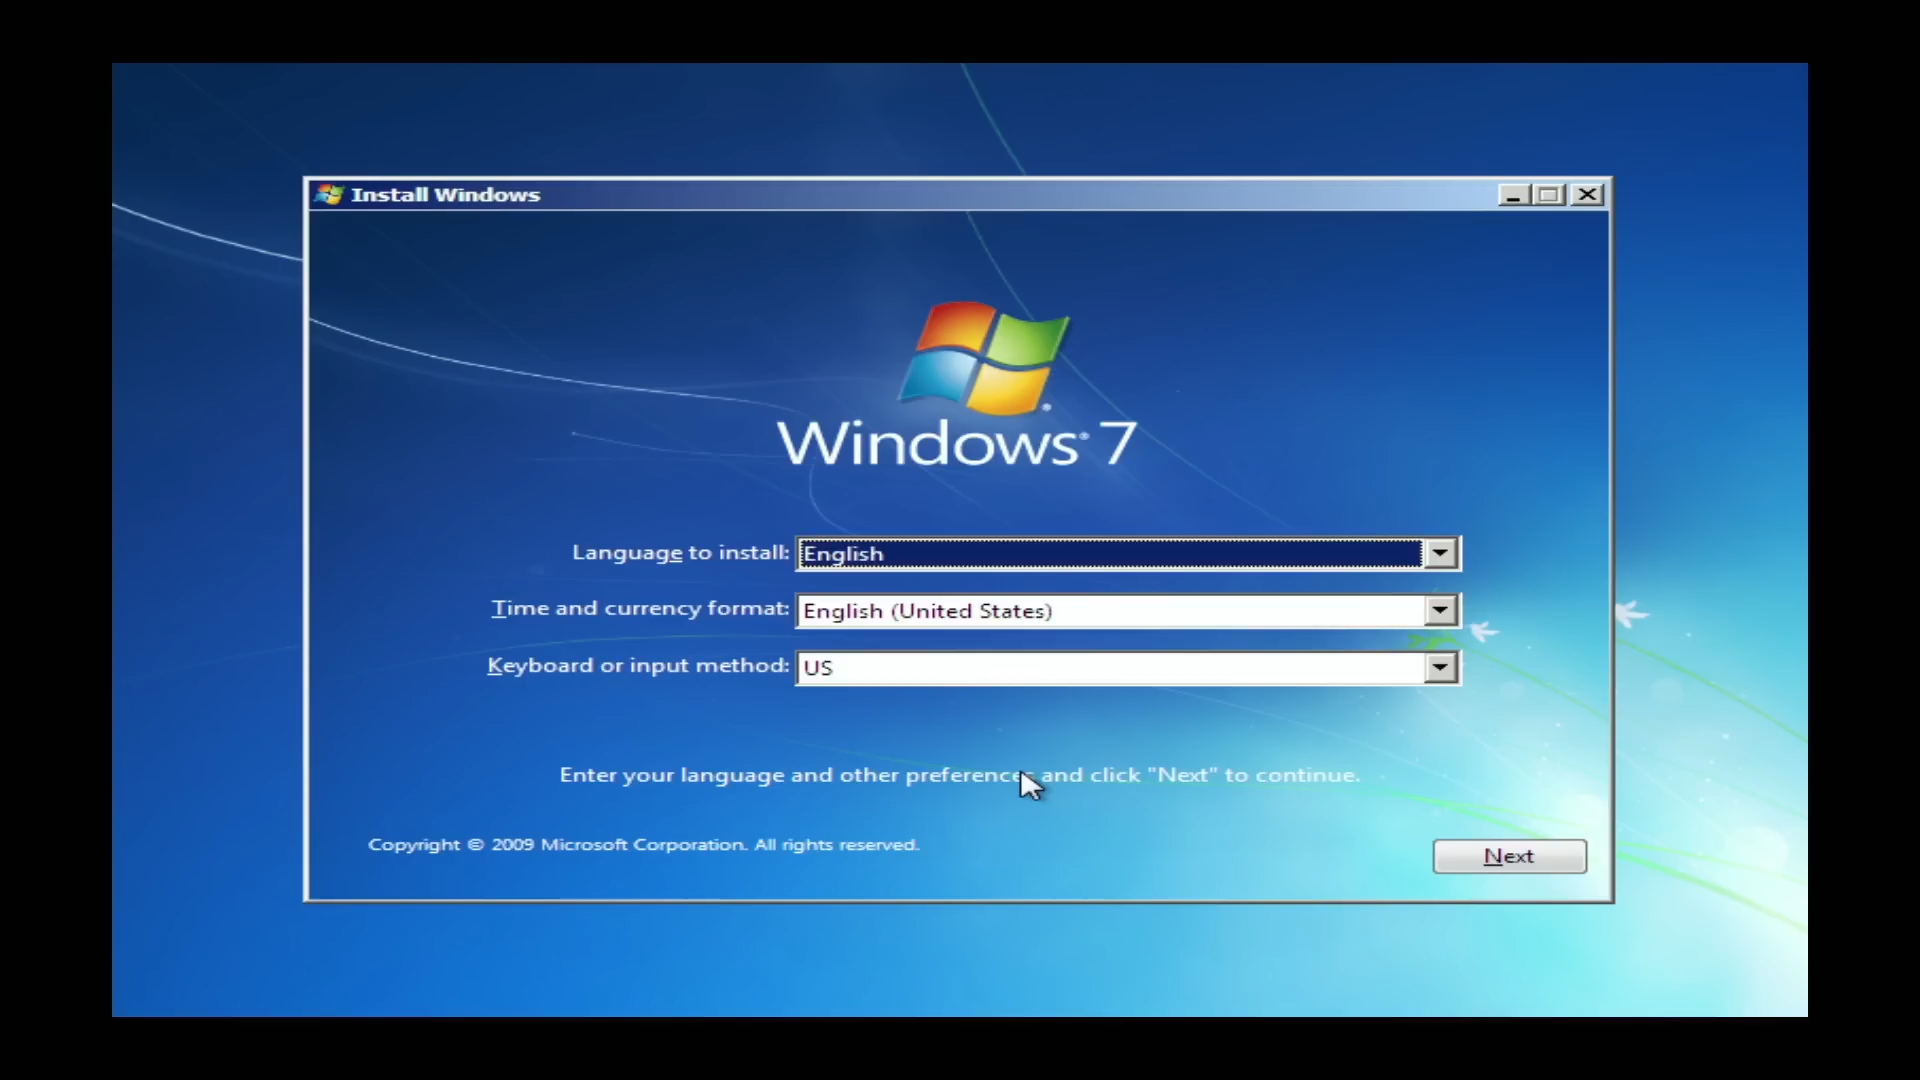 Install Windows
Windows® 7
Language to install: English
Time and currency format: English (United States)
Keyboard or input method: US
Enter your language and other preferences and click "Next" to continue.
Copyright © 2009 Microsoft Corporation. All rights reserved.
Next